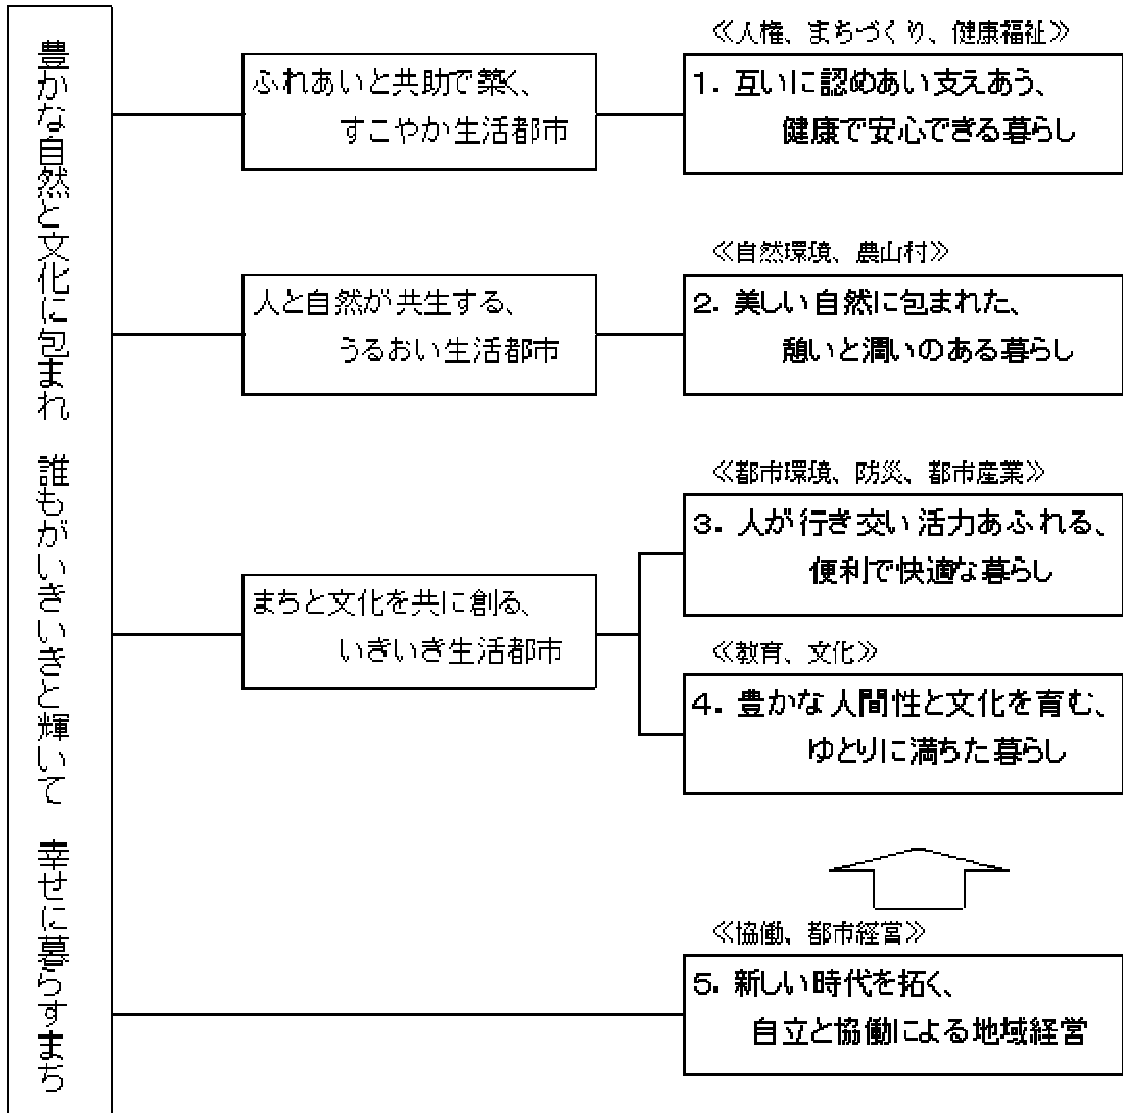 豊かな自然と文化に包まれ 誰もがいきいきと輝いて 幸せに暮らすまち
ふれあいと共助で築く、
すこやか生活都市
≪人権、まちづくり、健康福祉≫
1．互いに認めあい支えあう、
健康で安心できる暮らし
人と自然が共生する、
うるおい生活都市
≪自然環境、農山村≫
2．美しい自然に包まれた、
憩いと潤いのある暮らし
まちと文化を共に創る、
いきいき生活都市
≪都市環境、防災、都市産業≫
3．人が行き交い活力あふれる、
便利で快適な暮らし
≪教育、文化≫
4．豊かな人間性と文化を育む、
ゆとりに満ちた暮らし
≪協働、都市経営≫
5．新しい時代を拓く、
自立と協働による地域経営